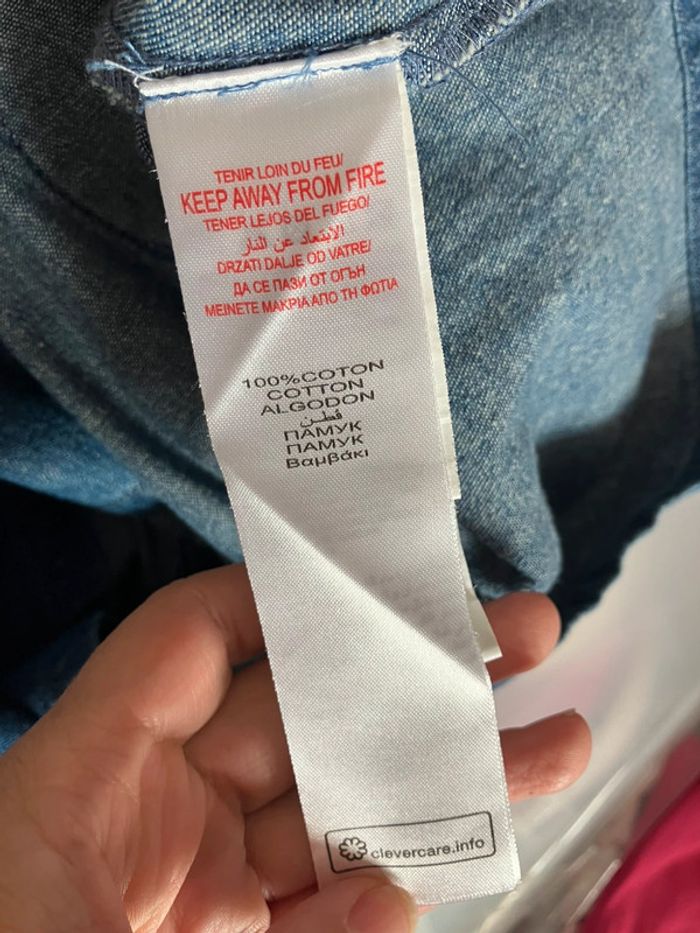 TENIR LOIN DU FEU/
KEEP AWAY FROM FIRE
TENER LEJOS DEL FUEGO/
الابتعاد عن النار
DRZATI DALJE OD VATRE/
ДА СЕ ПАЗИ ОТ ОГЪН
ΜΕΙΝΕΤΕ ΜΑΚΡΙΑ ΑΠΟ ΤΗ ΦΩΤΙΑ
100%COTON
COTTON
ALGODON
قطن
ПАМУК
ПАМУК
Βαμβάκι
clevercare.info